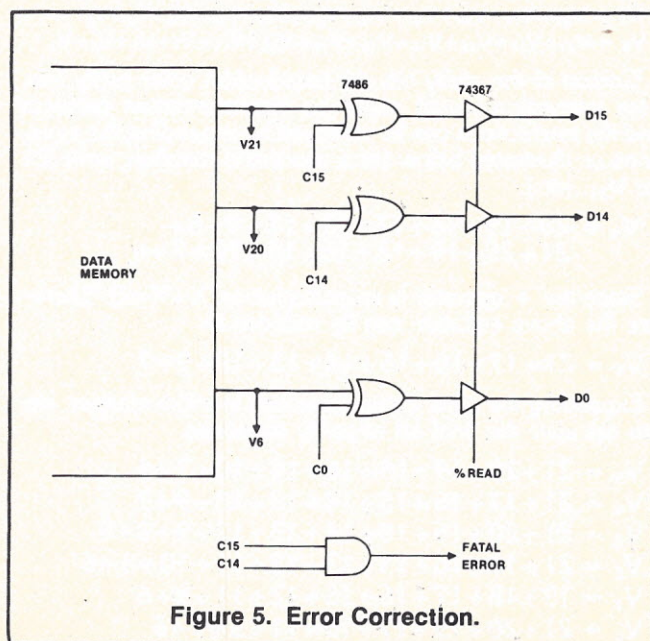 7486
74367
D15
V21
C15
D14
V20
DATA
MEMORY
C14
D0
V6
C0
% READ
C15
C14
FATAL
ERROR
Figure 5. Error Correction.